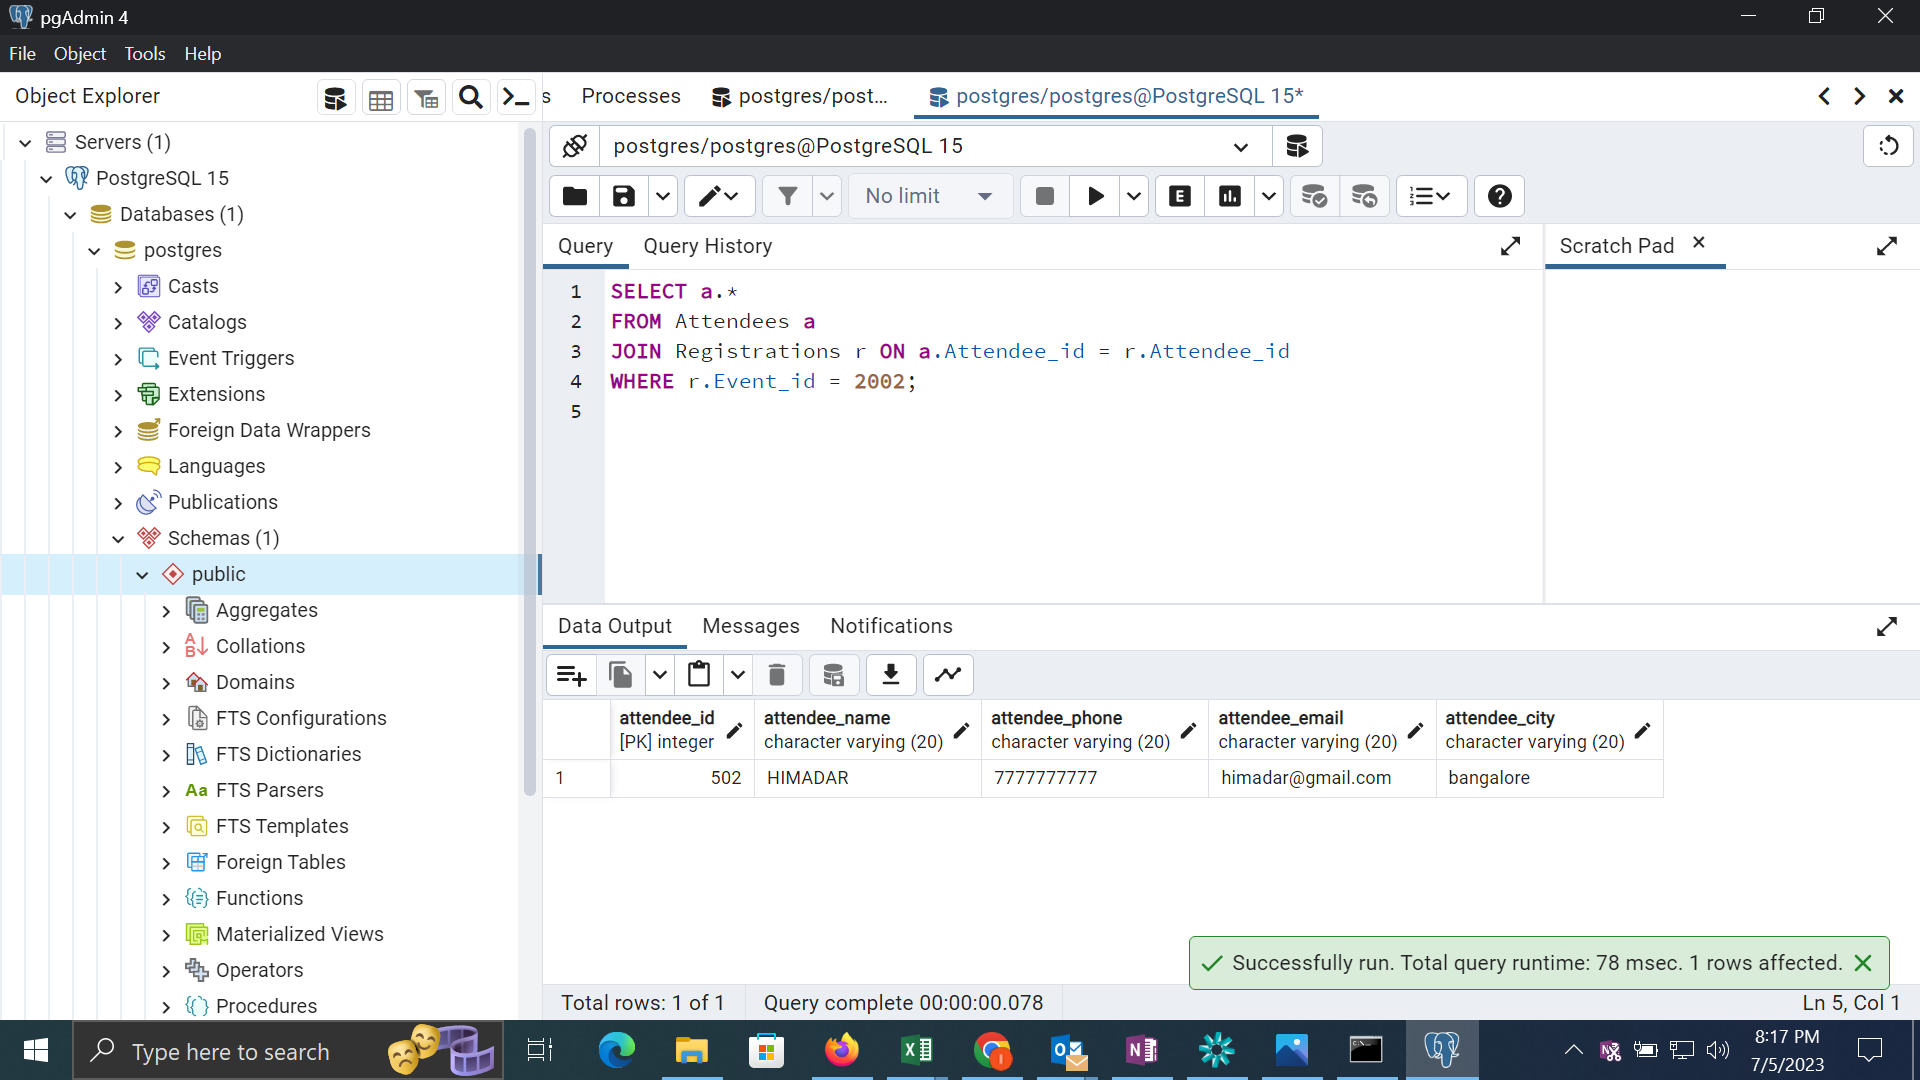 pgAdmin 4
File Object Tools Help
Object Explorer
s Processes postgres/post... postgres/postgres@PostgreSQL 15*
Servers (1)
PostgreSQL 15
Databases (1)
postgres
Casts
Catalogs
Event Triggers
Extensions
Foreign Data Wrappers
Languages
Publications
Schemas (1)
public
Aggregates
Collations
Domains
FTS Configurations
FTS Dictionaries
Aa FTS Parsers
FTS Templates
Foreign Tables
Functions
Materialized Views
Operators
Procedures
postgres/postgres@PostgreSQL 15
No limit
E
Query Query History
Scratch Pad
1 SELECT a.*
2 FROM Attendees a
3 JOIN Registrations r ON a.Attendee_id = r.Attendee_id
4 WHERE r.Event_id = 2002;
5
Data Output Messages Notifications
attendee_id attendee_name attendee_phone attendee_email attendee_city
[PK] integer character varying (20) character varying (20) character varying (20) character varying (20)
1 502 HIMADAR 7777777777 himadar@gmail.com bangalore
Successfully run. Total query runtime: 78 msec. 1 rows affected.
Total rows: 1 of 1 Query complete 00:00:00.078 Ln 5, Col 1
Type here to search
8:17 PM
7/5/2023